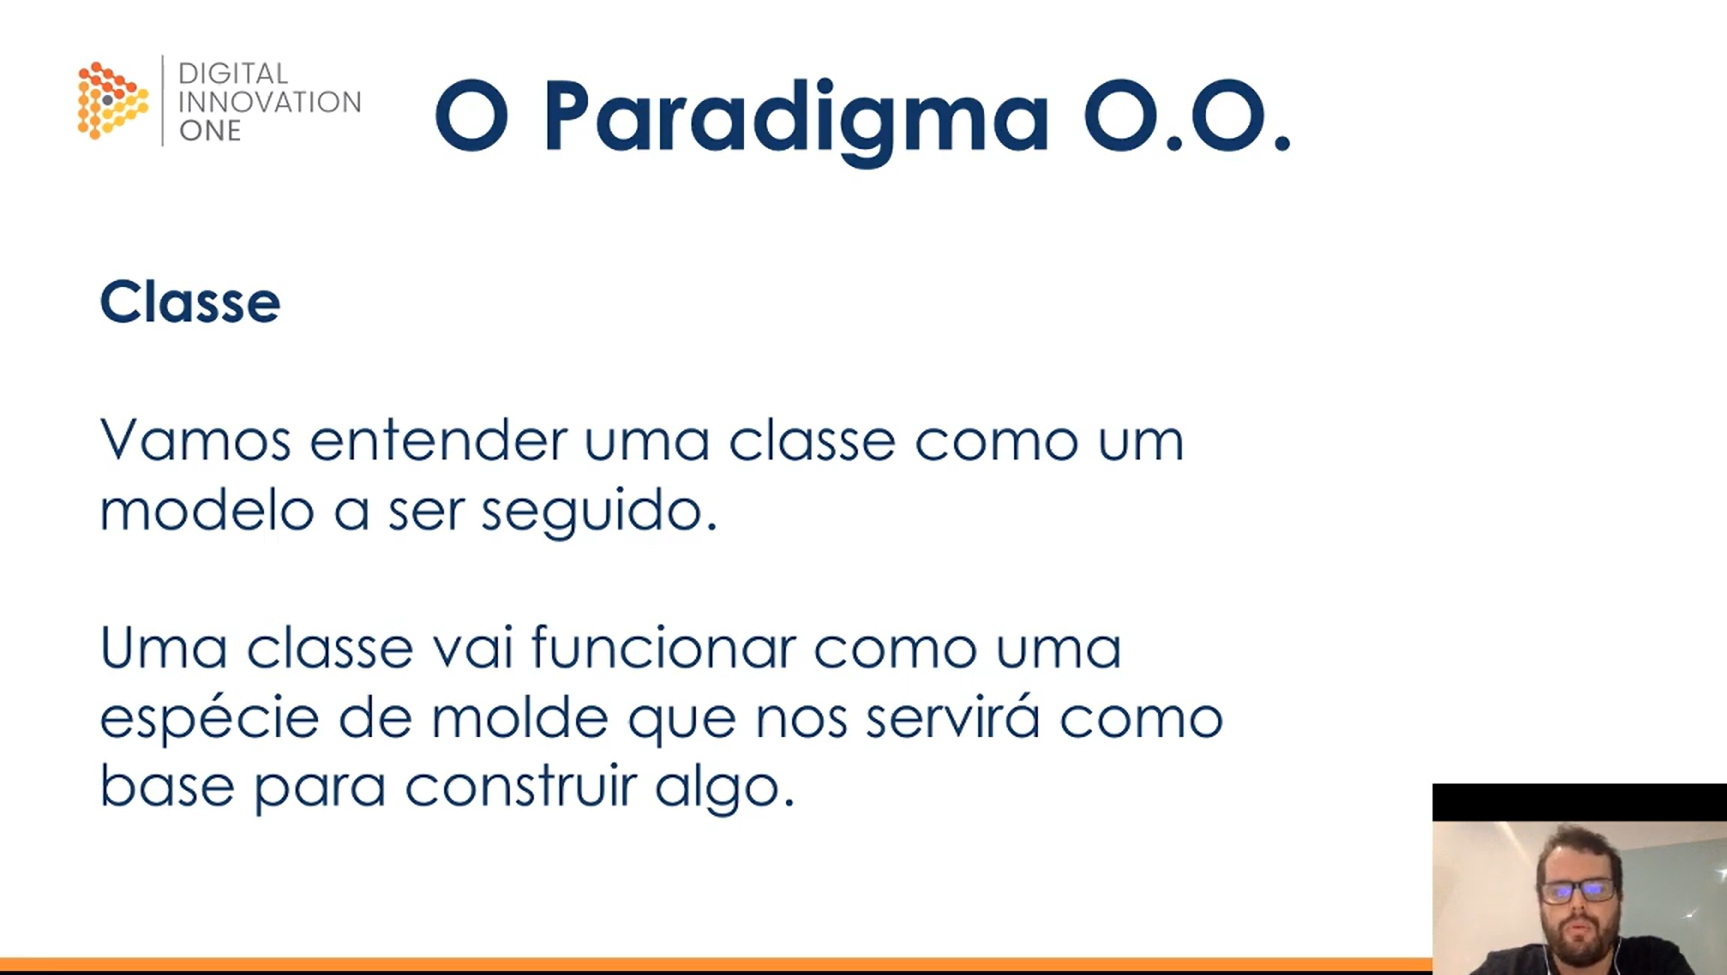 DIGITAL
INNOVATION
ONE
O Paradigma O.O.
Classe
Vamos entender uma classe como um
modelo a ser seguido.
Uma classe vai funcionar como uma
espécie de molde que nos servirá como
base para construir algo.